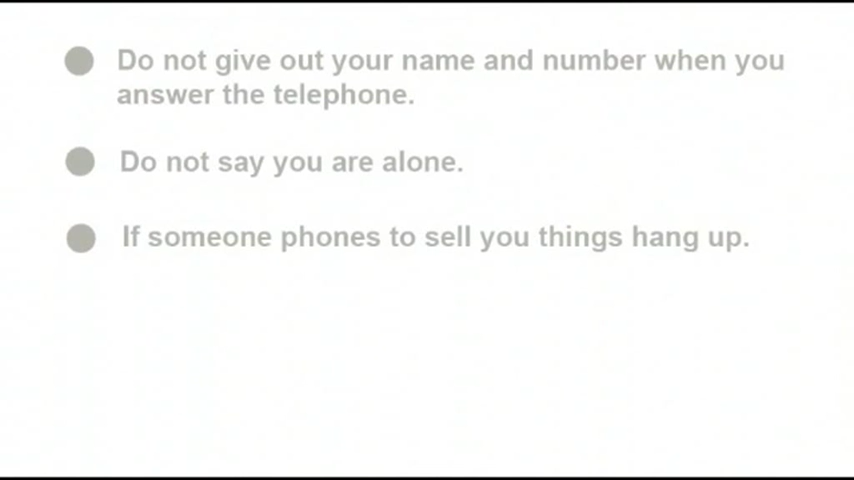 Do not give out your name and number when you
answer the telephone.
Do not say you are alone.
If someone phones to sell you things hang up.